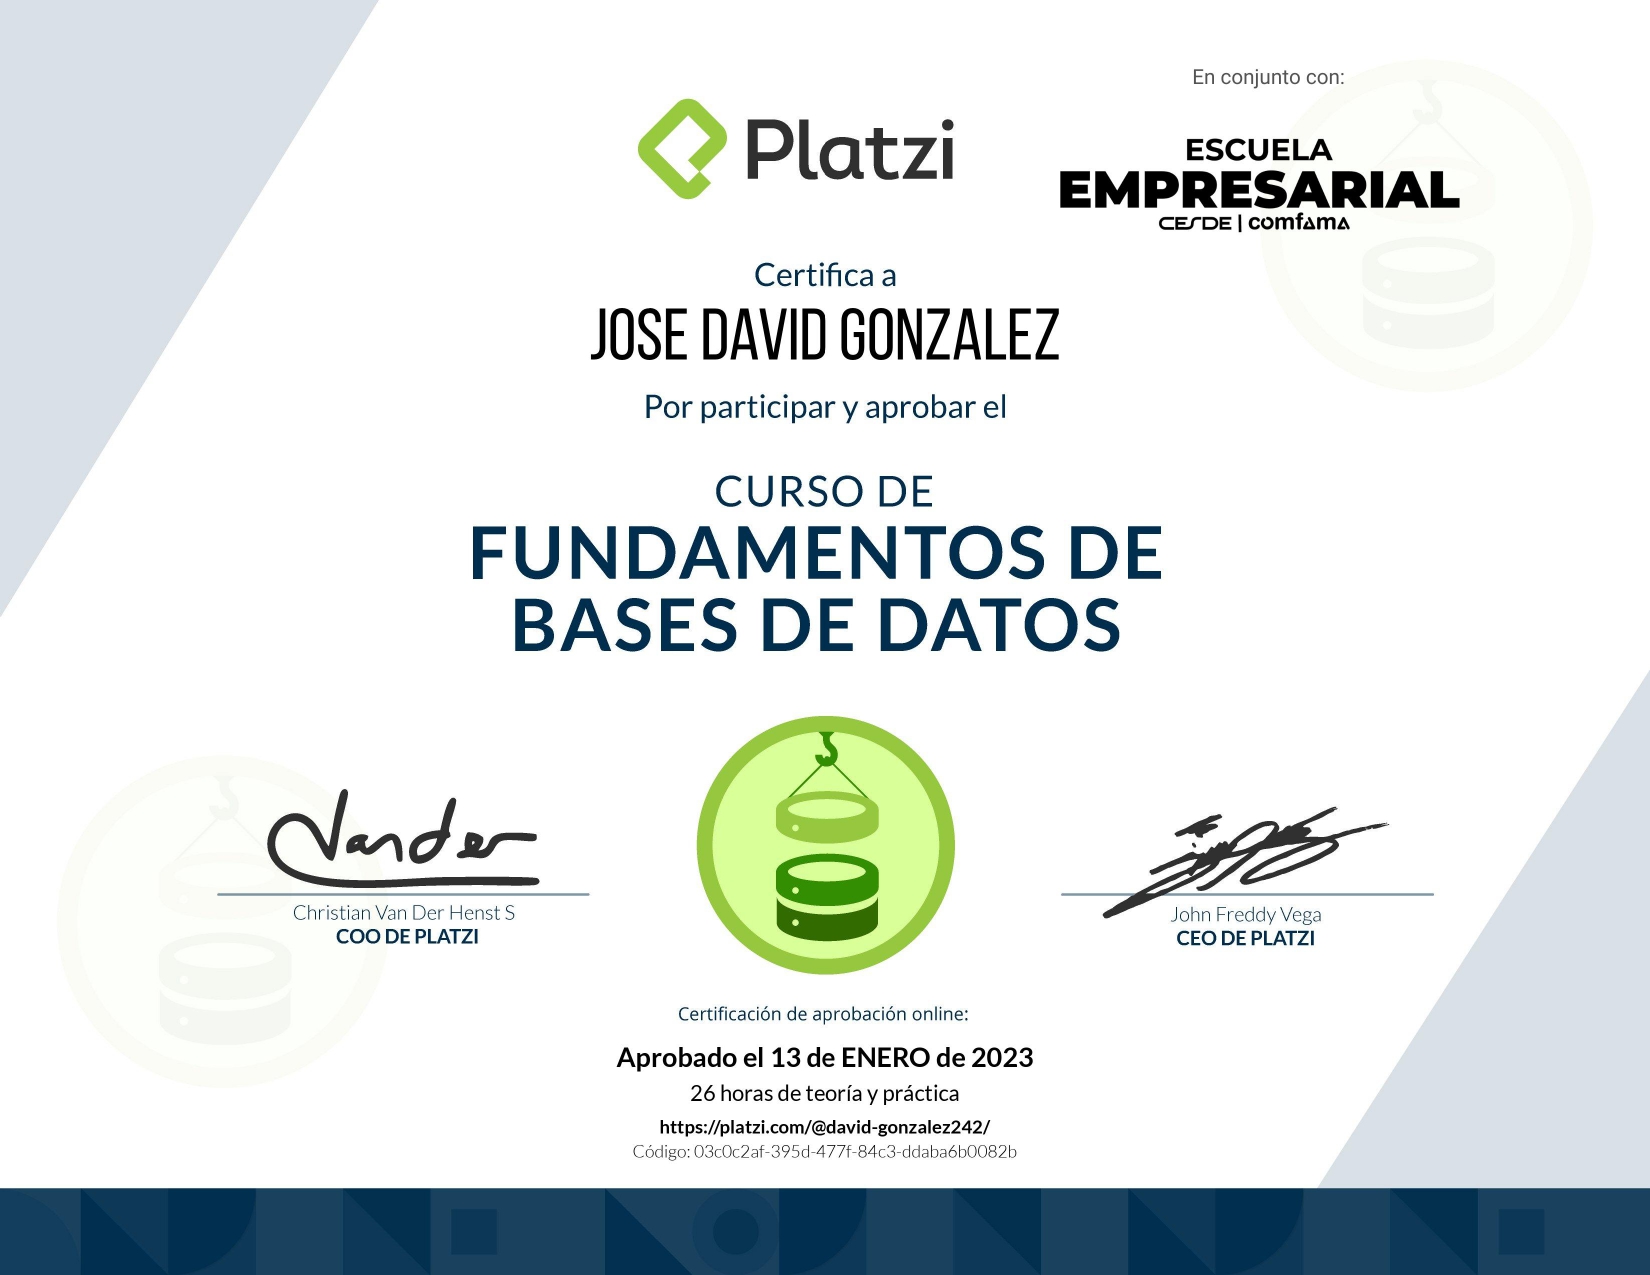 Platzi
En conjunto con:
ESCUELA
EMPRESARIAL
CESDE | comfama
Certifica a
JOSE DAVID GONZALEZ
Por participar y aprobar el
CURSO DE
FUNDAMENTOS DE
BASES DE DATOS
Vander
Christian Van Der Henst S
COO DE PLATZI
John Freddy Vega
CEO DE PLATZI
Certificación de aprobación online:
Aprobado el 13 de ENERO de 2023
26 horas de teoría y práctica
https://platzi.com/@david-gonzalez242/
Código: 03c0c2af-395d-477f-84c3-ddaba6b0082b